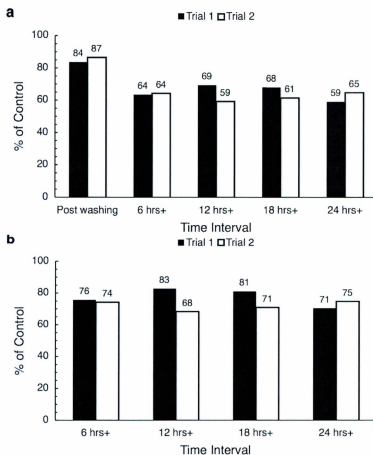 a
■ Trial 1 □ Trial 2
100
80
60
40
20
0
% of Control
84 87 64 64 69 59 68 61 59 65
Post washing 6 hrs+ 12 hrs+ 18 hrs+ 24 hrs+
Time Interval
b
■ Trial 1 □ Trial 2
100
80
60
40
20
0
% of Control
76 74 83 68 81 71 71 75
6 hrs+ 12 hrs+ 18 hrs+ 24 hrs+
Time Interval